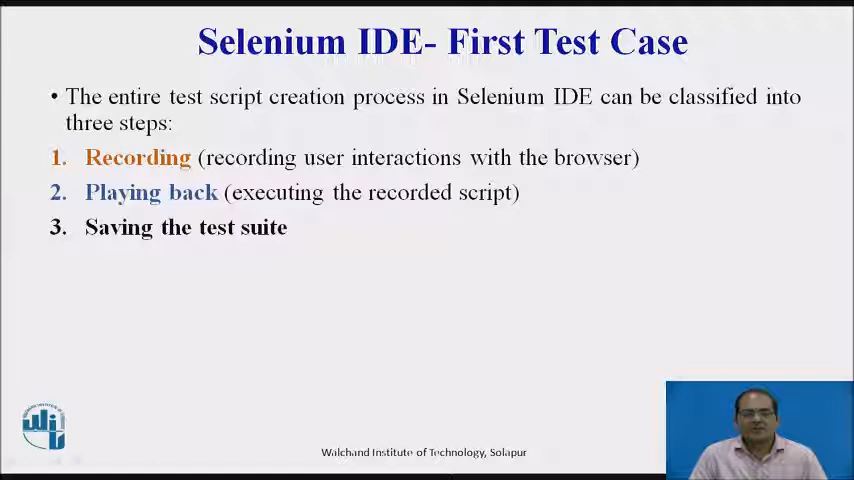 Selenium IDE- First Test Case
• The entire test script creation process in Selenium IDE can be classified into
three steps:
1. Recording (recording user interactions with the browser)
2. Playing back (executing the recorded script)
3. Saving the test suite
Walchand Institute of Technology, Solapur